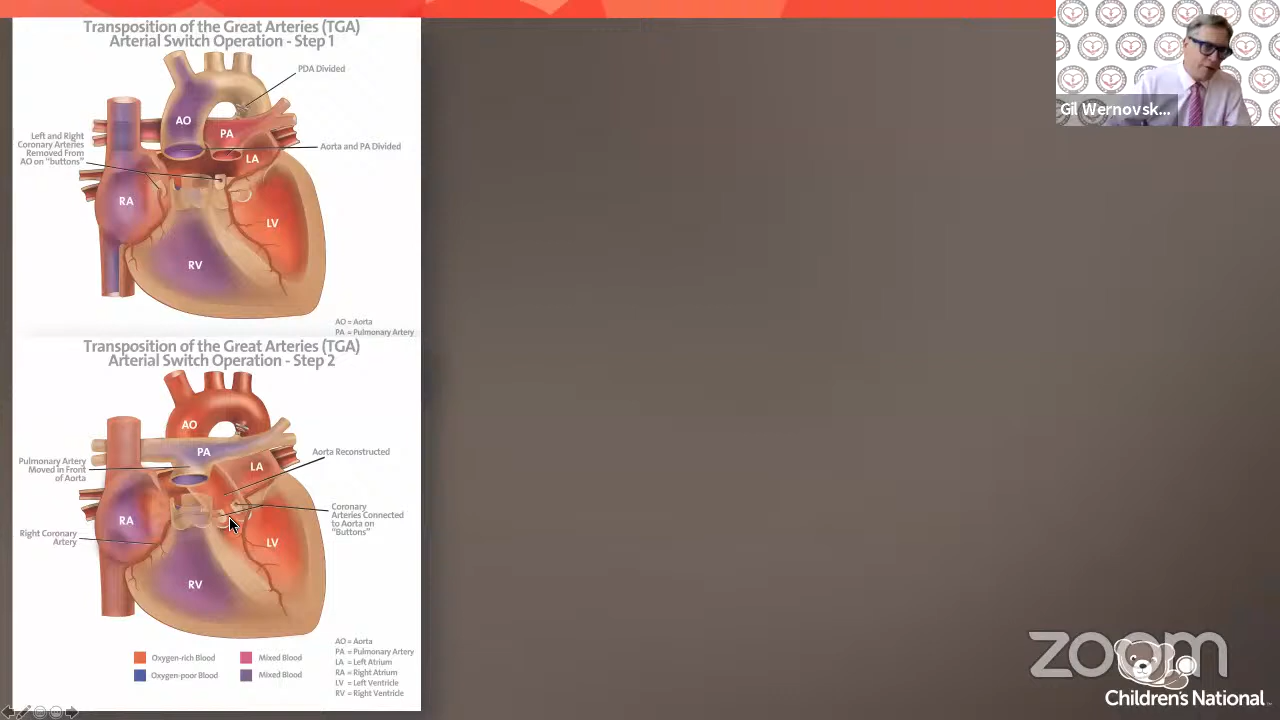 Transposition of the Great Arteries (TGA)
Arterial Switch Operation - Step 1
PDA Divided
AO
PA
Left and Right
Coronary Arteries
Removed From
AO on “buttons”
Aorta and PA Divided
LA
RA
LV
RV
AO = Aorta
PA = Pulmonary Artery
Transposition of the Great Arteries (TGA)
Arterial Switch Operation - Step 2
AO
PA
Aorta Reconstructed
Pulmonary Artery
Moved in Front
of Aorta
LA
Coronary
Arteries Connected
to Aorta on
“Buttons”
RA
Right Coronary
Artery
LV
RV
Oxygen-rich Blood
Mixed Blood
Oxygen-poor Blood
Mixed Blood
AO = Aorta
PA = Pulmonary Artery
LA = Left Atrium
RA = Right Atrium
LV = Left Ventricle
RV = Right Ventricle
Gil Wernovsk...
zoom
Children's National